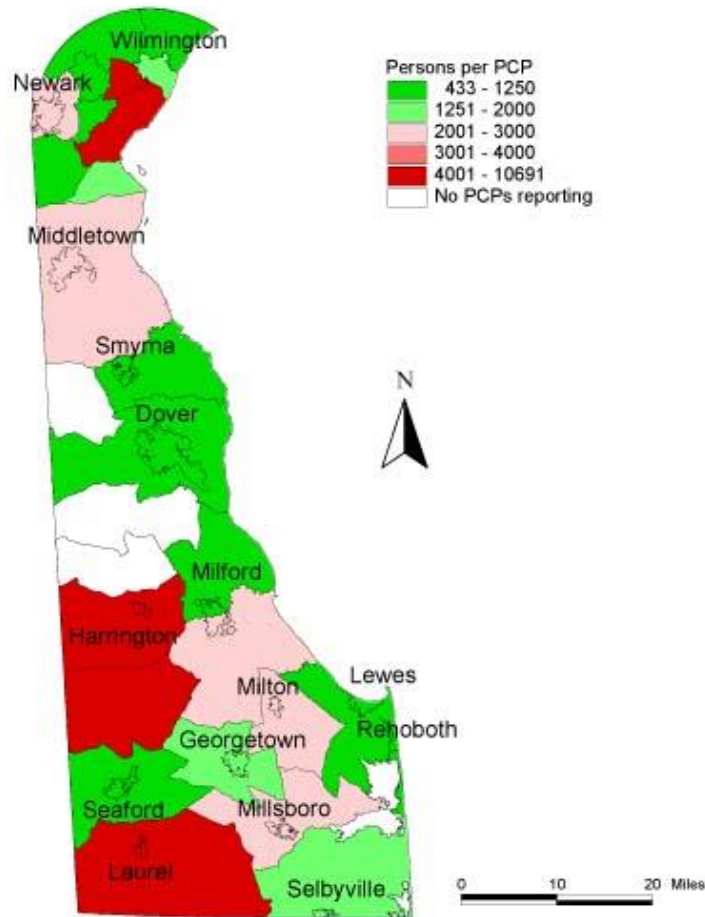 Wilmington
Newark
Persons per PCP
433 - 1250
1251 - 2000
2001 - 3000
3001 - 4000
4001 - 10691
No PCPs reporting
Middletown
Smyrna
N
Dover
Milford
Harrington
Lewes
Milton
Rehoboth
Georgetown
Seaford
Millsboro
Laurel
Selbyville
0 10 20 Miles